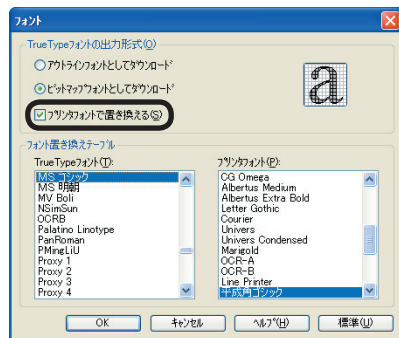 フォント
TrueTypeフォントの出力形式(O)
アウトラインフォントとしてダウンロード
ビットマップフォントとしてダウンロード
プリンタフォントで置き換える(S)
a
フォント置き換えテーブル
TrueTypeフォント(T):
MS ゴシック
MS 明朝
MV Boli
NSimSun
OCRB
Palatino Linotype
PanRoman
PMingLiU
Proxy 1
Proxy 2
Proxy 3
Proxy 4
プリンタフォント(P):
CG Omega
Albertus Medium
Albertus Extra Bold
Letter Gothic
Courier
Univers
Univers Condensed
Marigold
OCR-A
OCR-B
Line Printer
平成角ゴシック
OK キャンセル ヘルプ(H) 標準(U)